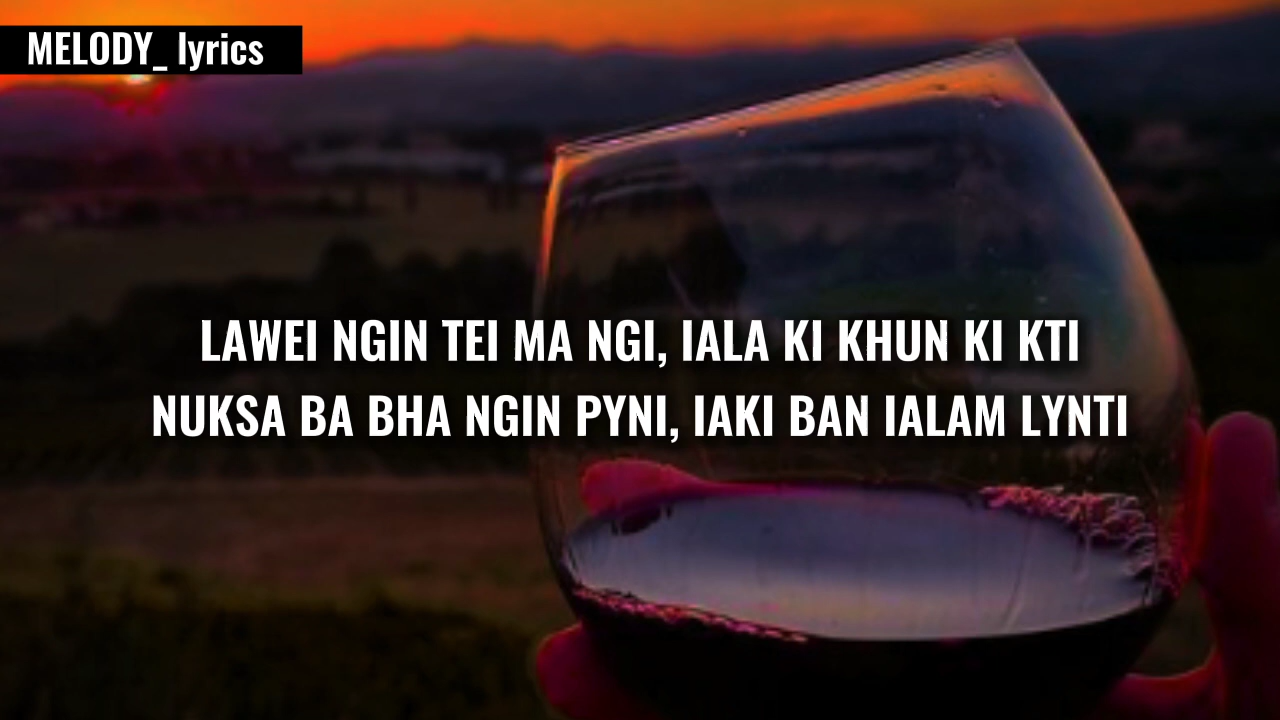 MELODY_ lyrics
LAWEI NGIN TEI MA NGI, IALA KI KHUN KI KTI
NUKSA BA BHA NGIN PYNI, IAKI BAN IALAM LYNTI